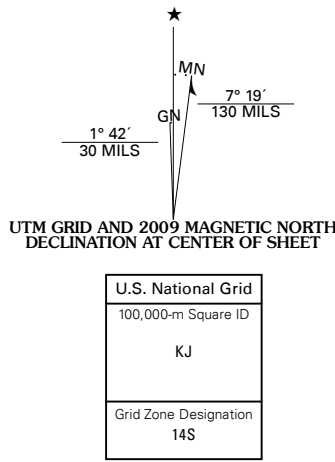 ★
MN
GN
7° 19´
130 MILS
1° 42´
30 MILS
UTM GRID AND 2009 MAGNETIC NORTH
DECLINATION AT CENTER OF SHEET
U.S. National Grid
100,000-m Square ID
KJ
Grid Zone Designation
14S